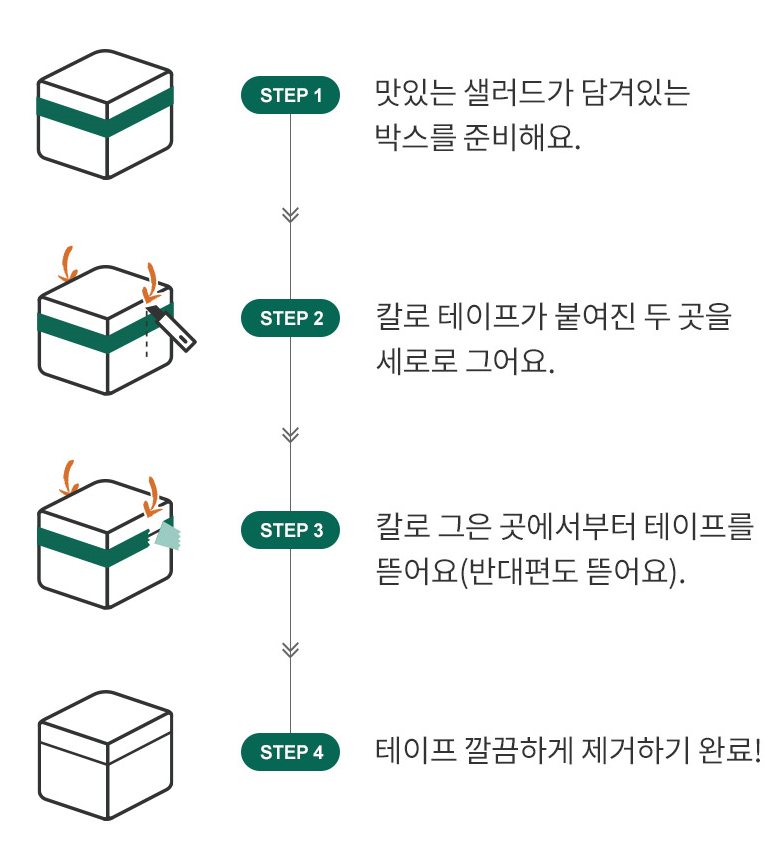 STEP 1
맛있는 샐러드가 담겨있는
박스를 준비해요.
STEP 2
칼로 테이프가 붙여진 두 곳을
세로로 그어요.
STEP 3
칼로 그은 곳에서부터 테이프를
뜯어요(반대편도 뜯어요).
STEP 4
테이프 깔끔하게 제거하기 완료!